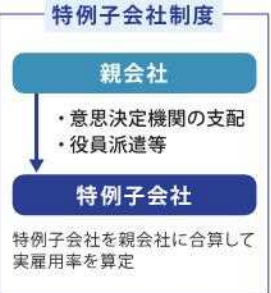 特例子会社制度
親会社
・意思決定機関の支配
・役員派遣等
特例子会社
特例子会社を親会社に合算して
実雇用率を算定